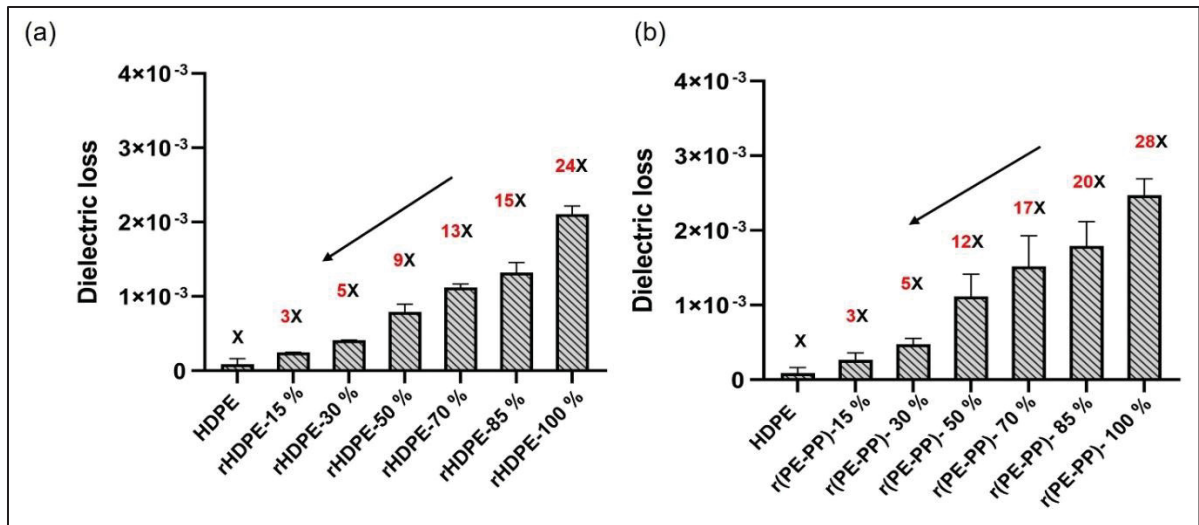 (a)
Dielectric loss
4×10⁻³
3×10⁻³
2×10⁻³
1×10⁻³
0
X
3X
5X
9X
13X
15X
24X
HDPE
rHDPE-15 %
rHDPE-30 %
rHDPE-50 %
rHDPE-70 %
rHDPE-85 %
rHDPE-100 %
(b)
Dielectric loss
4×10⁻³
3×10⁻³
2×10⁻³
1×10⁻³
0
X
3X
5X
12X
17X
20X
28X
HDPE
r(PE-PP)-15 %
r(PE-PP)- 30 %
r(PE-PP)- 50 %
r(PE-PP)- 70 %
r(PE-PP)- 85 %
r(PE-PP)- 100 %